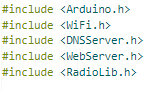 #include <Arduino.h>
#include <WiFi.h>
#include <DNSServer.h>
#include <WebServer.h>
#include <RadioLib.h>